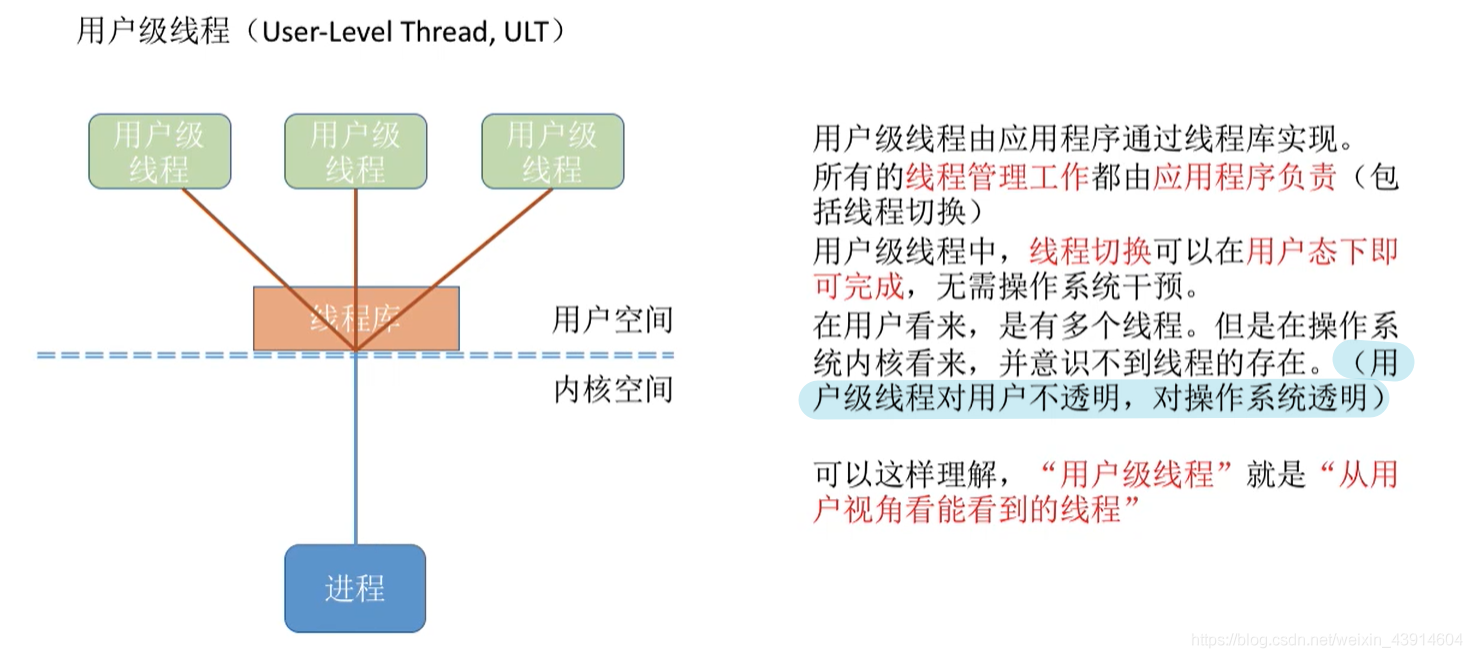 用户级线程（User-Level Thread, ULT）
用户级
线程
用户级
线程
用户级
线程
线程库
用户空间
内核空间
进程
用户级线程由应用程序通过线程库实现。
所有的线程管理工作都由应用程序负责（包
括线程切换）
用户级线程中，线程切换可以在用户态下即
可完成，无需操作系统干预。
在用户看来，是有多个线程。但是在操作系
统内核看来，并意识不到线程的存在。（用
户级线程对用户不透明，对操作系统透明）
可以这样理解，“用户级线程”就是“从用
户视角看能看到的线程”
https://blog.csdn.net/weixin_43914604